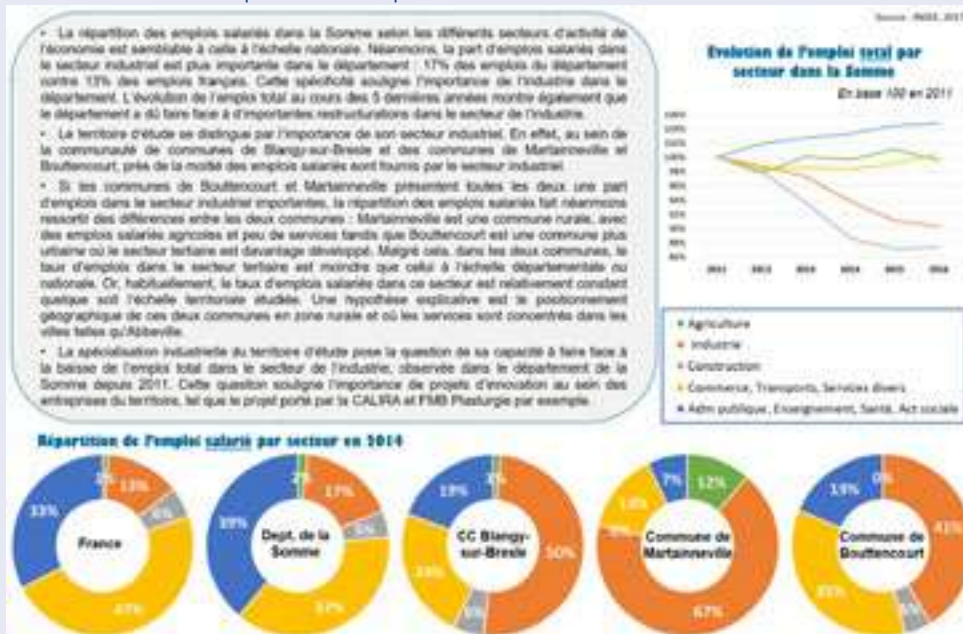 Source : INSEE, 2017
• La répartition des emplois salariés dans la Somme selon les différents secteurs d'activité de
l'économie est semblable à celle à l'échelle nationale. Néanmoins, la part d'emplois salariés dans
le secteur industriel est plus importante dans le département : 17% des emplois du département
contre 13% des emplois français. Cette spécificité souligne l'importance de l'industrie dans le
département. L'évolution de l'emploi total au cours des 5 dernières années montre également que
le département a dû faire face à d'importantes restructurations dans le secteur de l'industrie.
• Le territoire d'étude se distingue par l'importance de son secteur industriel. En effet, au sein de
la communauté de communes de Blangy-sur-Bresle et des communes de Martainneville et
Bouttencourt, près de la moitié des emplois salariés sont fournis par le secteur industriel.
• Si les communes de Bouttencourt et Martainneville présentent toutes les deux une part
d'emplois dans le secteur industriel importantes, la répartition des emplois salariés fait néanmoins
ressortit des différences entre les deux communes : Martainneville est une commune rurale, avec
des emplois salariés agricoles et peu de services tandis que Bouttencourt est une commune plus
urbaine où le secteur tertiaire est davantage développé. Malgré cela, dans les deux communes, le
taux d'emplois dans le secteur tertiaire est moindre que celui à l'échelle départementale ou
nationale. Or, habituellement, le taux d'emplois salariés dans ce secteur est relativement constant
quelque soit l'échelle territoriale étudiée. Une hypothèse explicative est le positionnement
géographique de ces deux communes en zone rurale et où les services sont concentrés dans les
villes telles qu'Abbeville.
• La spécialisation industrielle du territoire d'étude pose la question de sa capacité à faire face à
la baisse de l'emploi total dans le secteur de l'industrie, observée dans le département de la
Somme depuis 2011. Cette question souligne l'importance de projets d'innovation au sein des
entreprises du territoire, tel que le projet porté par la CALIRA et FMB Plasturgie par exemple.
Evolution de l'emploi total par
secteur dans la Somme
En base 100 en 2011
Agriculture
Industrie
Construction
Commerce, Transports, Services divers
Adm publique, Enseignement, Santé, Act sociale
Répartition de l'emploi salarié par secteur en 2014
France
13%
6%
47%
33%
Dept. de la
Somme
2%
17%
37%
39%
CC Blangy-
sur-Bresle
50%
19%
Commune de
Martainneville
12%
67%
7%
Commune de
Bouttencourt
0%
41%
19%